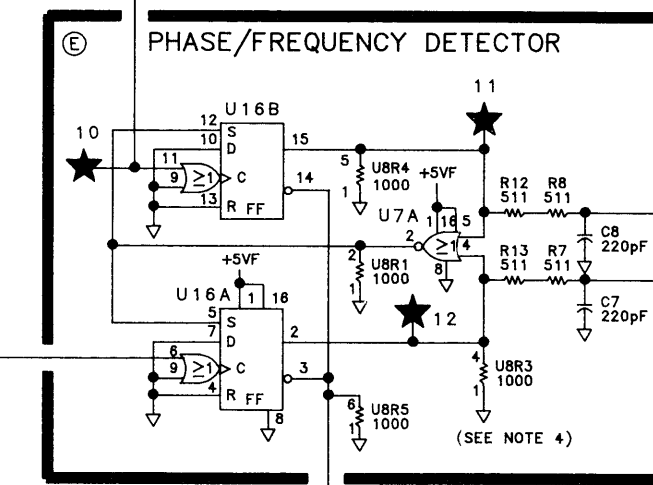 E PHASE/FREQUENCY DETECTOR
11
10
U16B
12 S
10 D 15
11 ≥1 C
9 14
13 R FF
5 U8R4
1 1000
+5VF
U7A
1 16 5
2 ≥1 4
8
R12 R8
511 511
C8
220pF
R13 R7
511 511
C7
220pF
2 U8R1
1 1000
+5VF
U16A 1 16
5 S
7 D 2
6 ≥1 C
9 3
4 R FF
8
12
4 U8R3
1 1000
6 U8R5
1 1000
(SEE NOTE 4)